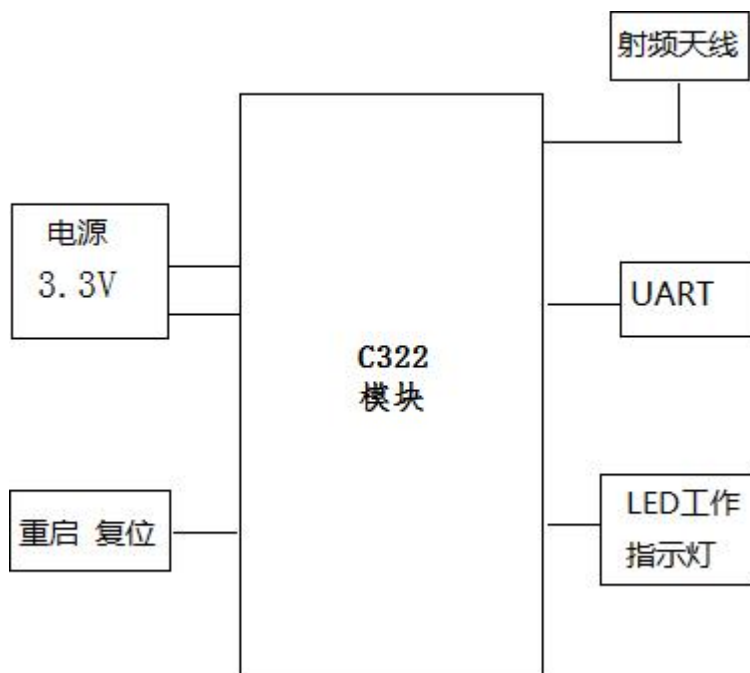 射频天线
电源
3.3V
UART
C322
模块
重启 复位
LED工作
指示灯